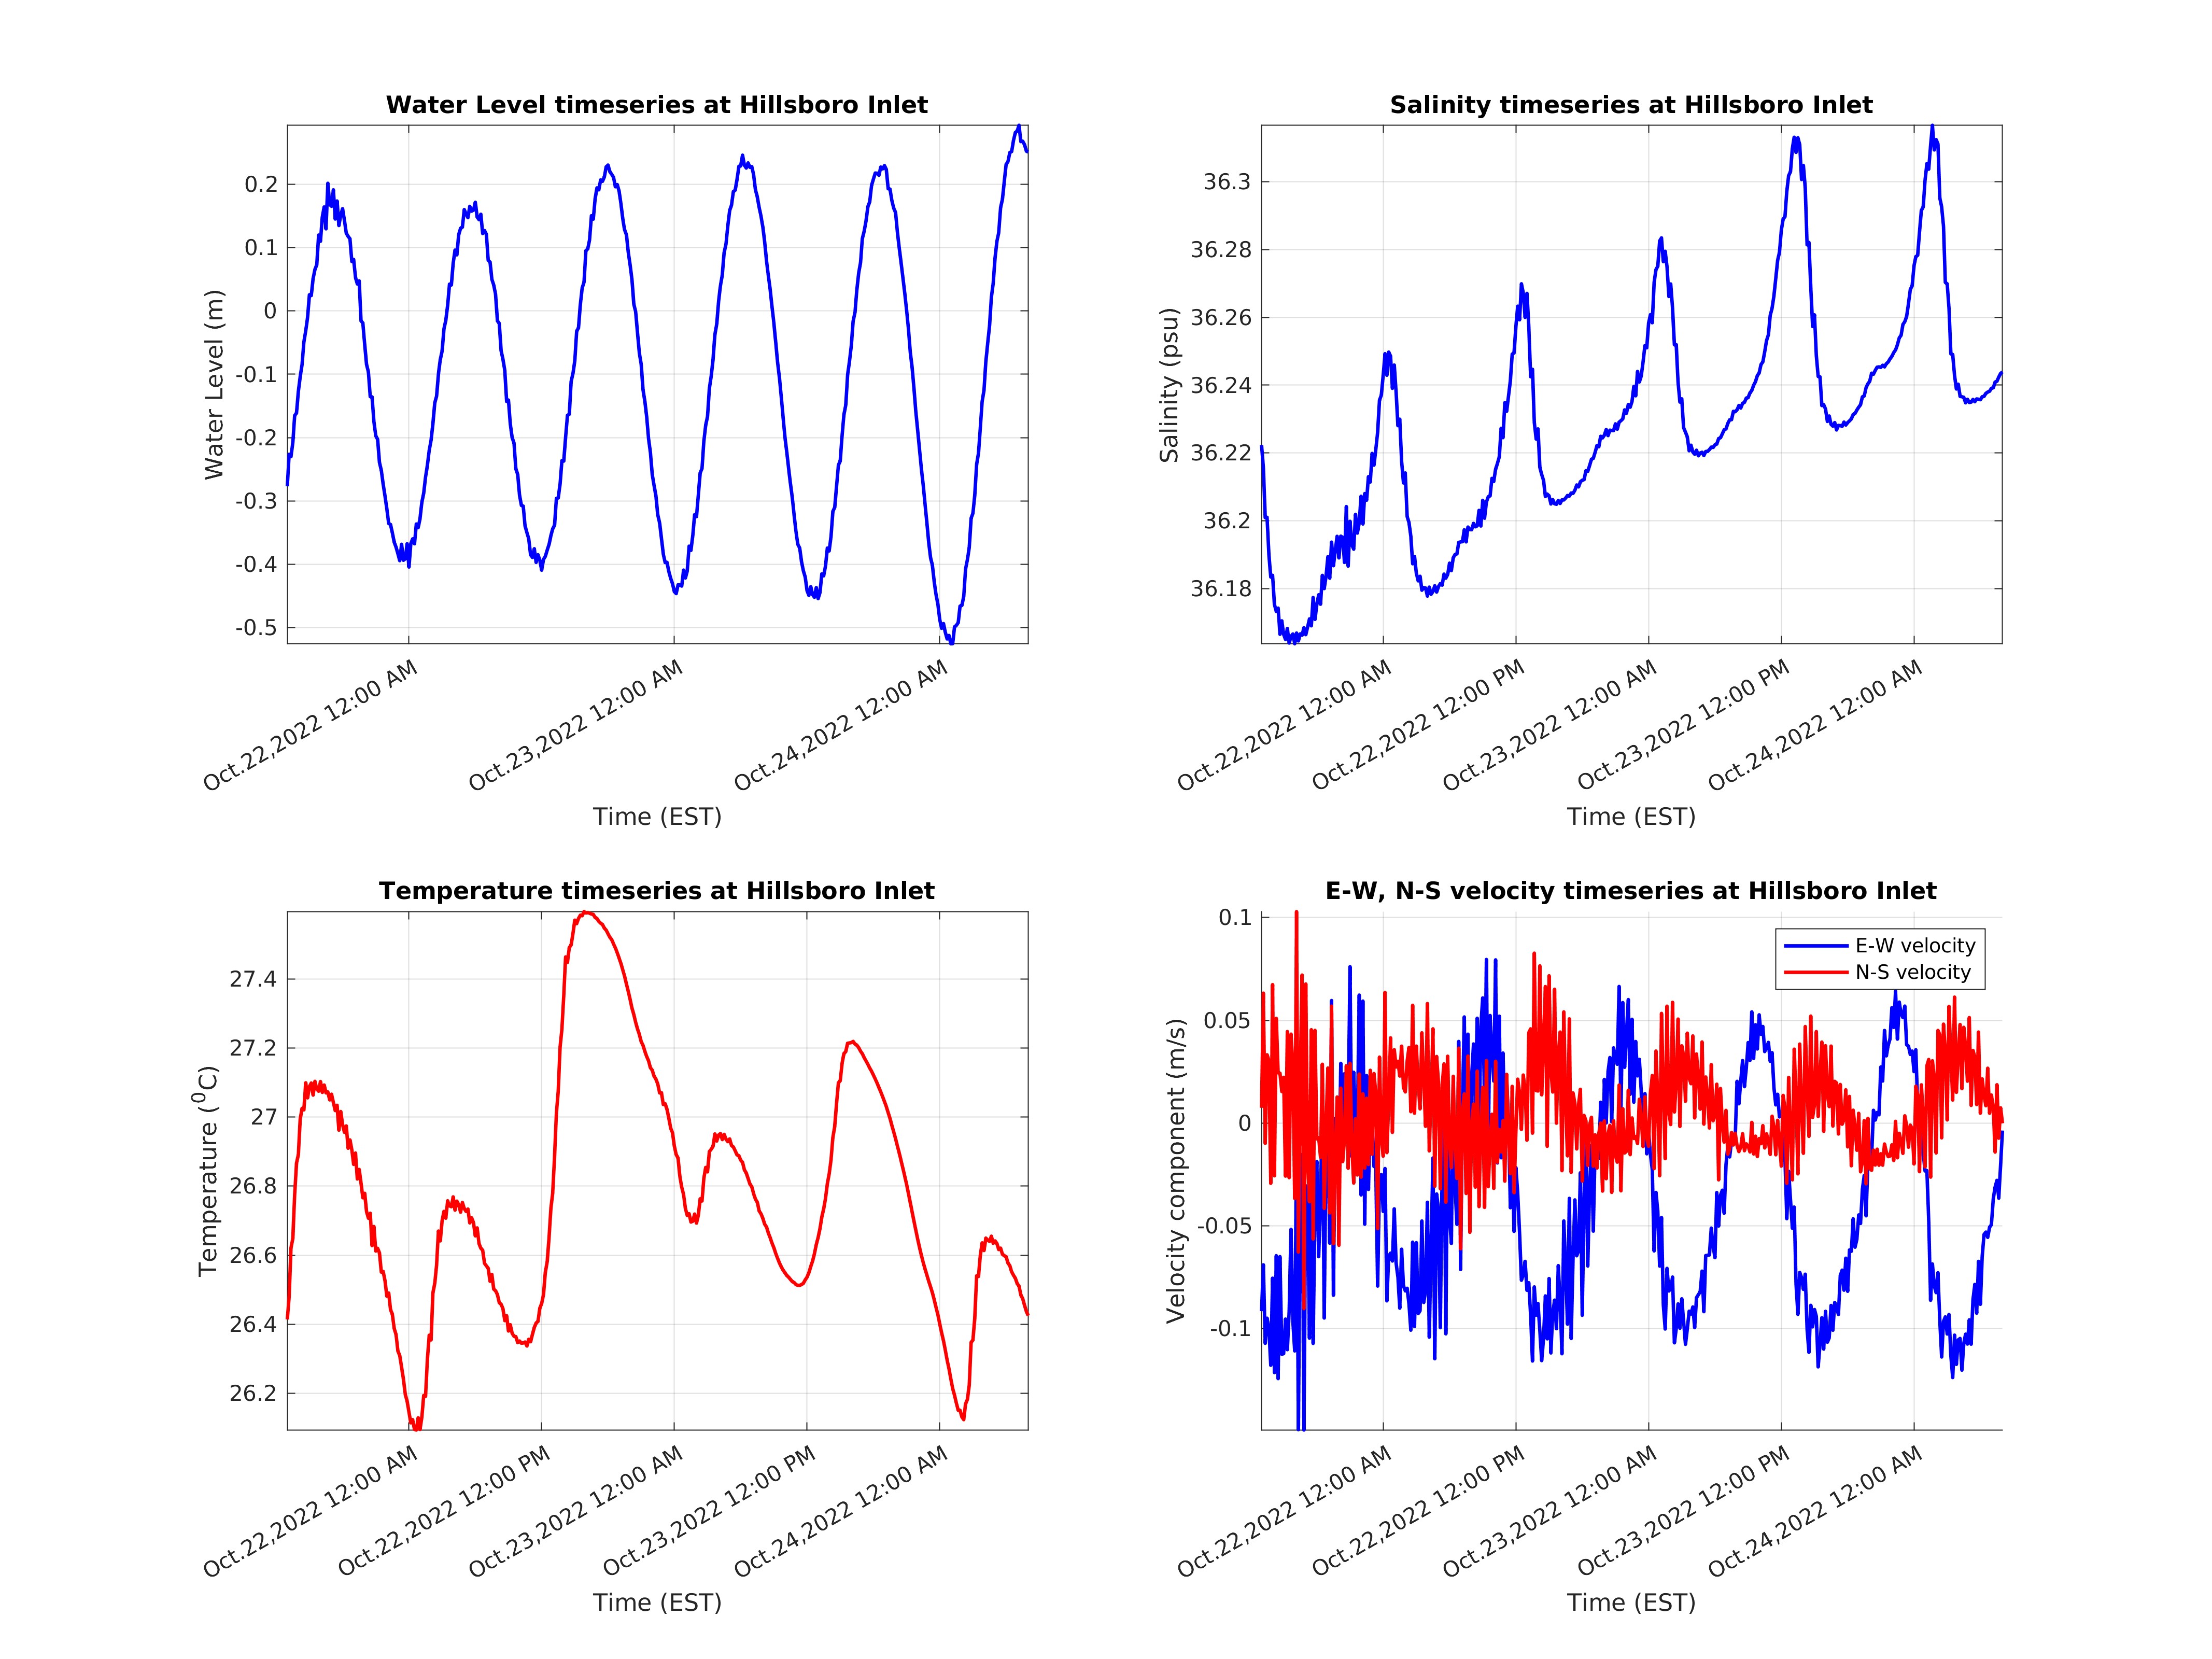 Water Level timeseries at Hillsboro Inlet
Water Level (m)
0.2
0.1
0
-0.1
-0.2
-0.3
-0.4
-0.5
Oct.22,2022 12:00 AM
Oct.23,2022 12:00 AM
Oct.24,2022 12:00 AM
Time (EST)
Salinity timeseries at Hillsboro Inlet
Salinity (psu)
36.3
36.28
36.26
36.24
36.22
36.2
36.18
Oct.22,2022 12:00 AM
Oct.22,2022 12:00 PM
Oct.23,2022 12:00 AM
Oct.23,2022 12:00 PM
Oct.24,2022 12:00 AM
Time (EST)
Temperature timeseries at Hillsboro Inlet
Temperature (⁰C)
27.4
27.2
27
26.8
26.6
26.4
26.2
Oct.22,2022 12:00 AM
Oct.22,2022 12:00 PM
Oct.23,2022 12:00 AM
Oct.23,2022 12:00 PM
Oct.24,2022 12:00 AM
Time (EST)
E-W, N-S velocity timeseries at Hillsboro Inlet
Velocity component (m/s)
0.1
0.05
0
-0.05
-0.1
E-W velocity
N-S velocity
Oct.22,2022 12:00 AM
Oct.22,2022 12:00 PM
Oct.23,2022 12:00 AM
Oct.23,2022 12:00 PM
Oct.24,2022 12:00 AM
Time (EST)